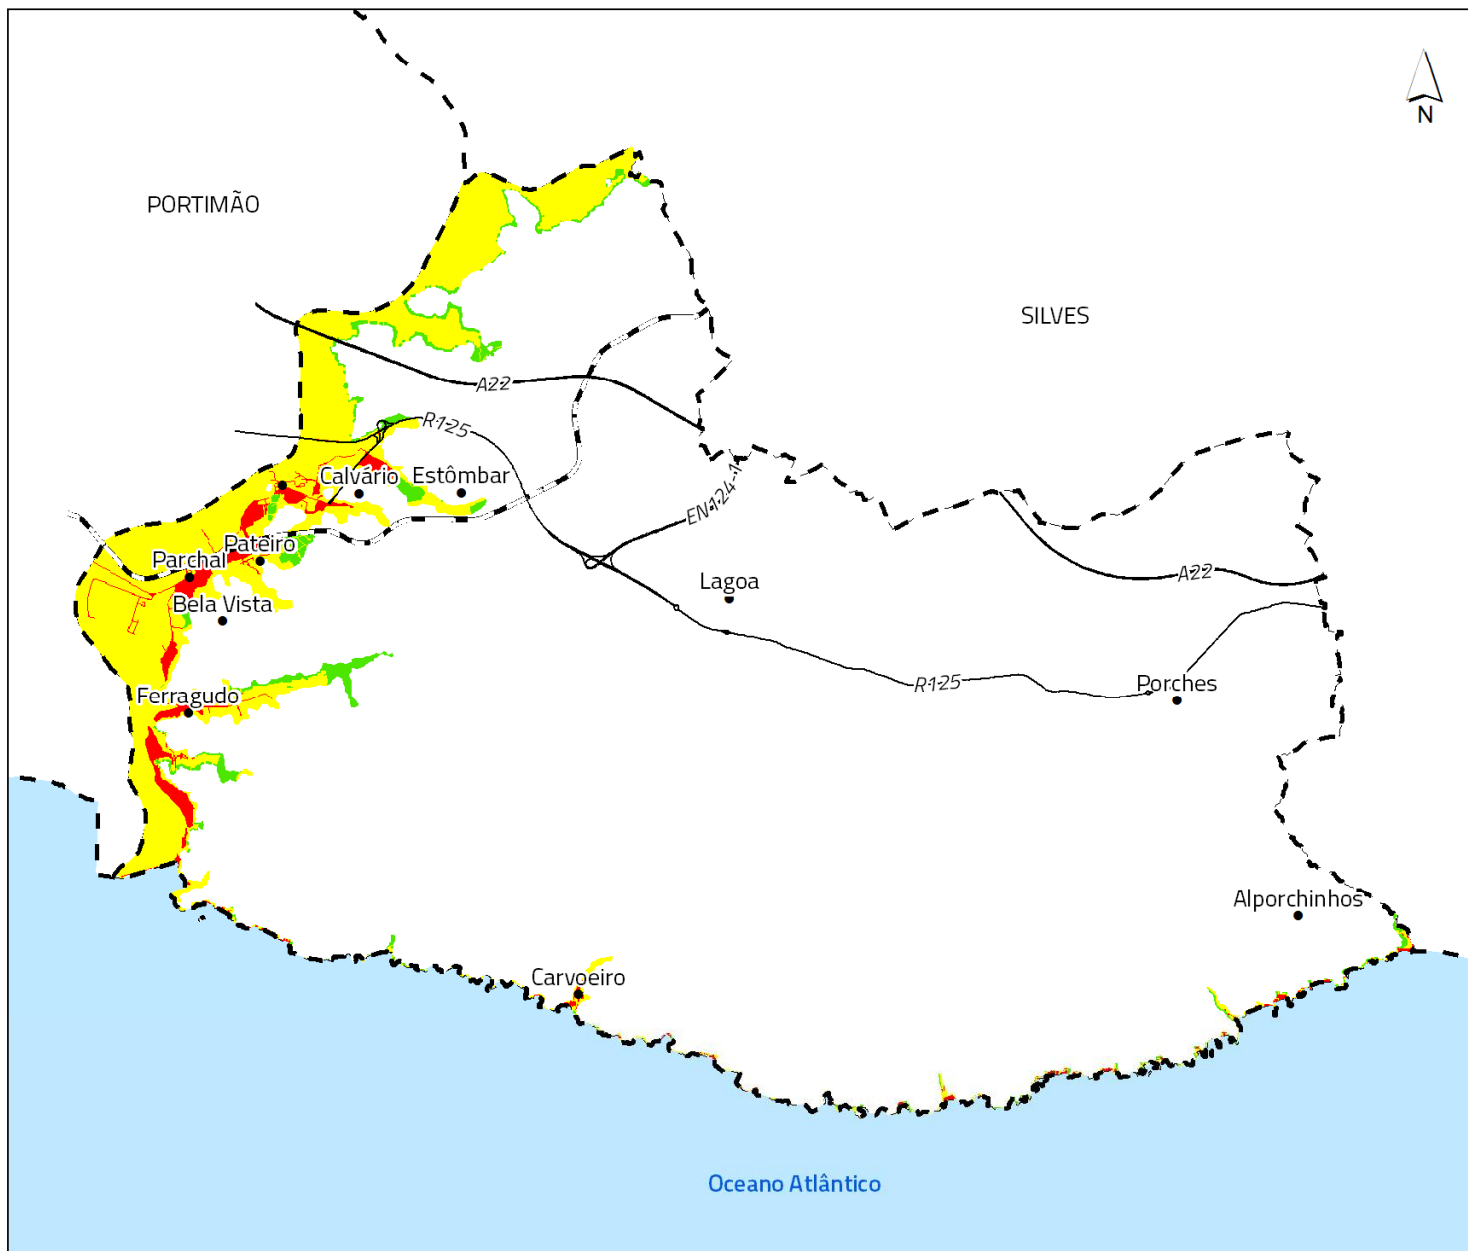 N
PORTIMÃO
SILVES
A22
R125
Calvário
Estômbar
EN124-1
Patêiro
Parchal
A22
Lagoa
Bela Vista
R125
Porches
Ferragudo
Alporchinhos
Carvoeiro
Oceano Atlântico